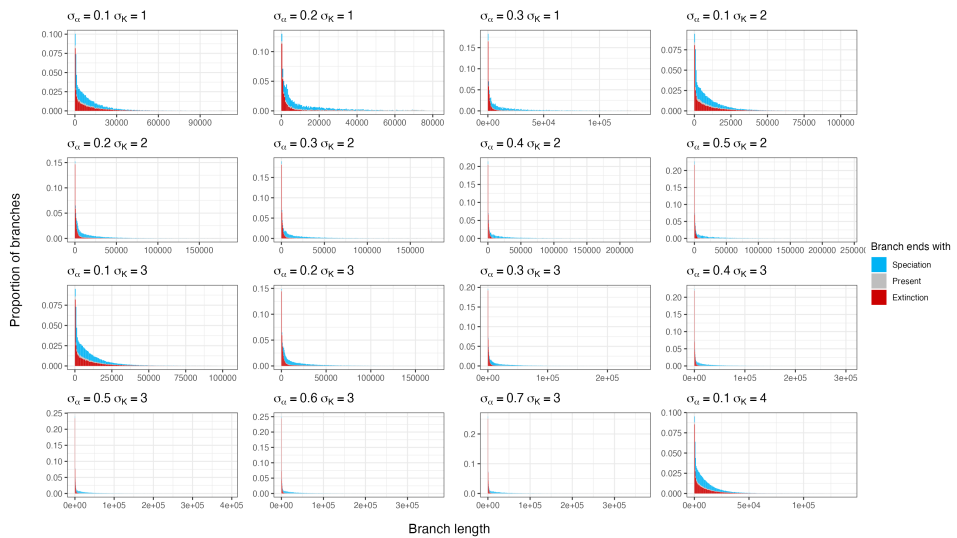 σα = 0.1 σK = 1
σα = 0.2 σK = 1
σα = 0.3 σK = 1
σα = 0.1 σK = 2
0.100
0.075
0.050
0.025
0.000
0 30000 60000 90000
0.10
0.05
0.00
0 20000 40000 60000 80000
0.15
0.10
0.05
0.00
0e+00 5e+04 1e+05
0.075
0.050
0.025
0.000
0 25000 50000 75000 100000
σα = 0.2 σK = 2
σα = 0.3 σK = 2
σα = 0.4 σK = 2
σα = 0.5 σK = 2
0.15
0.10
0.05
0.00
0 50000 100000 150000
0.15
0.10
0.05
0.00
0 50000 100000 150000
0.20
0.15
0.10
0.05
0.00
0 50000 100000 150000 200000
0.20
0.15
0.10
0.05
0.00
0 50000 100000 150000 200000 25000
σα = 0.1 σK = 3
σα = 0.2 σK = 3
σα = 0.3 σK = 3
σα = 0.4 σK = 3
0.075
0.050
0.025
0.000
0 25000 50000 75000 100000
0.15
0.10
0.05
0.00
0 50000 100000 150000
0.20
0.15
0.10
0.05
0.00
0e+00 1e+05 2e+05
0.20
0.15
0.10
0.05
0.00
0e+00 1e+05 2e+05 3e+05
σα = 0.5 σK = 3
σα = 0.6 σK = 3
σα = 0.7 σK = 3
σα = 0.1 σK = 4
0.25
0.20
0.15
0.10
0.05
0.00
0e+00 1e+05 2e+05 3e+05 4e+05
0.25
0.20
0.15
0.10
0.05
0.00
0e+00 1e+05 2e+05 3e+05
0.2
0.1
0.0
0e+00 1e+05 2e+05 3e+05
0.100
0.075
0.050
0.025
0.000
0e+00 5e+04 1e+05
Proportion of branches
Branch length
Branch ends with
Speciation
Present
Extinction